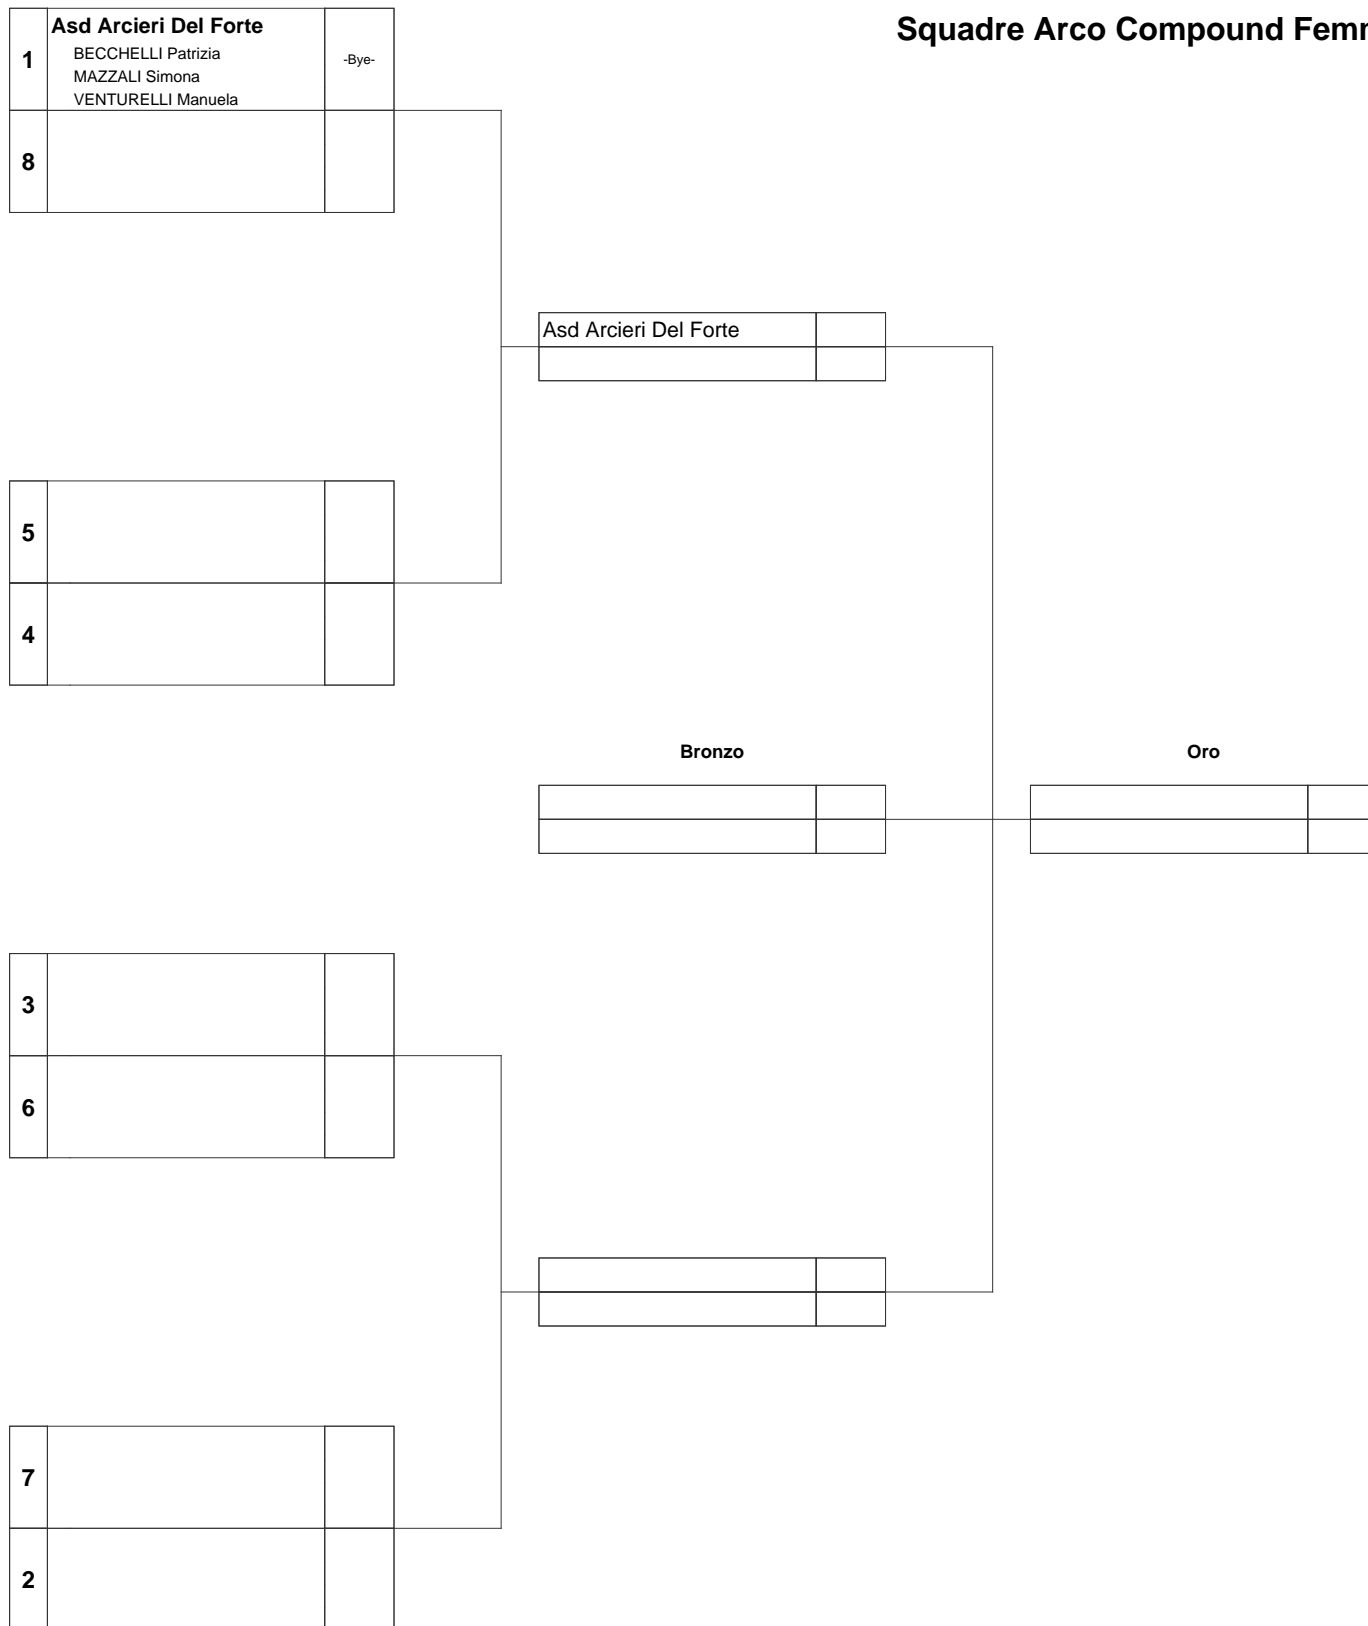 Squadre Arco Compound
1
Asd Arcieri Del Forte
BECCHELLI Patrizia
MAZZALI Simona
VENTURELLI Manuela
-Bye-
8
Asd Arcieri Del Forte
5
4
Bronzo
Oro
3
6
7
2